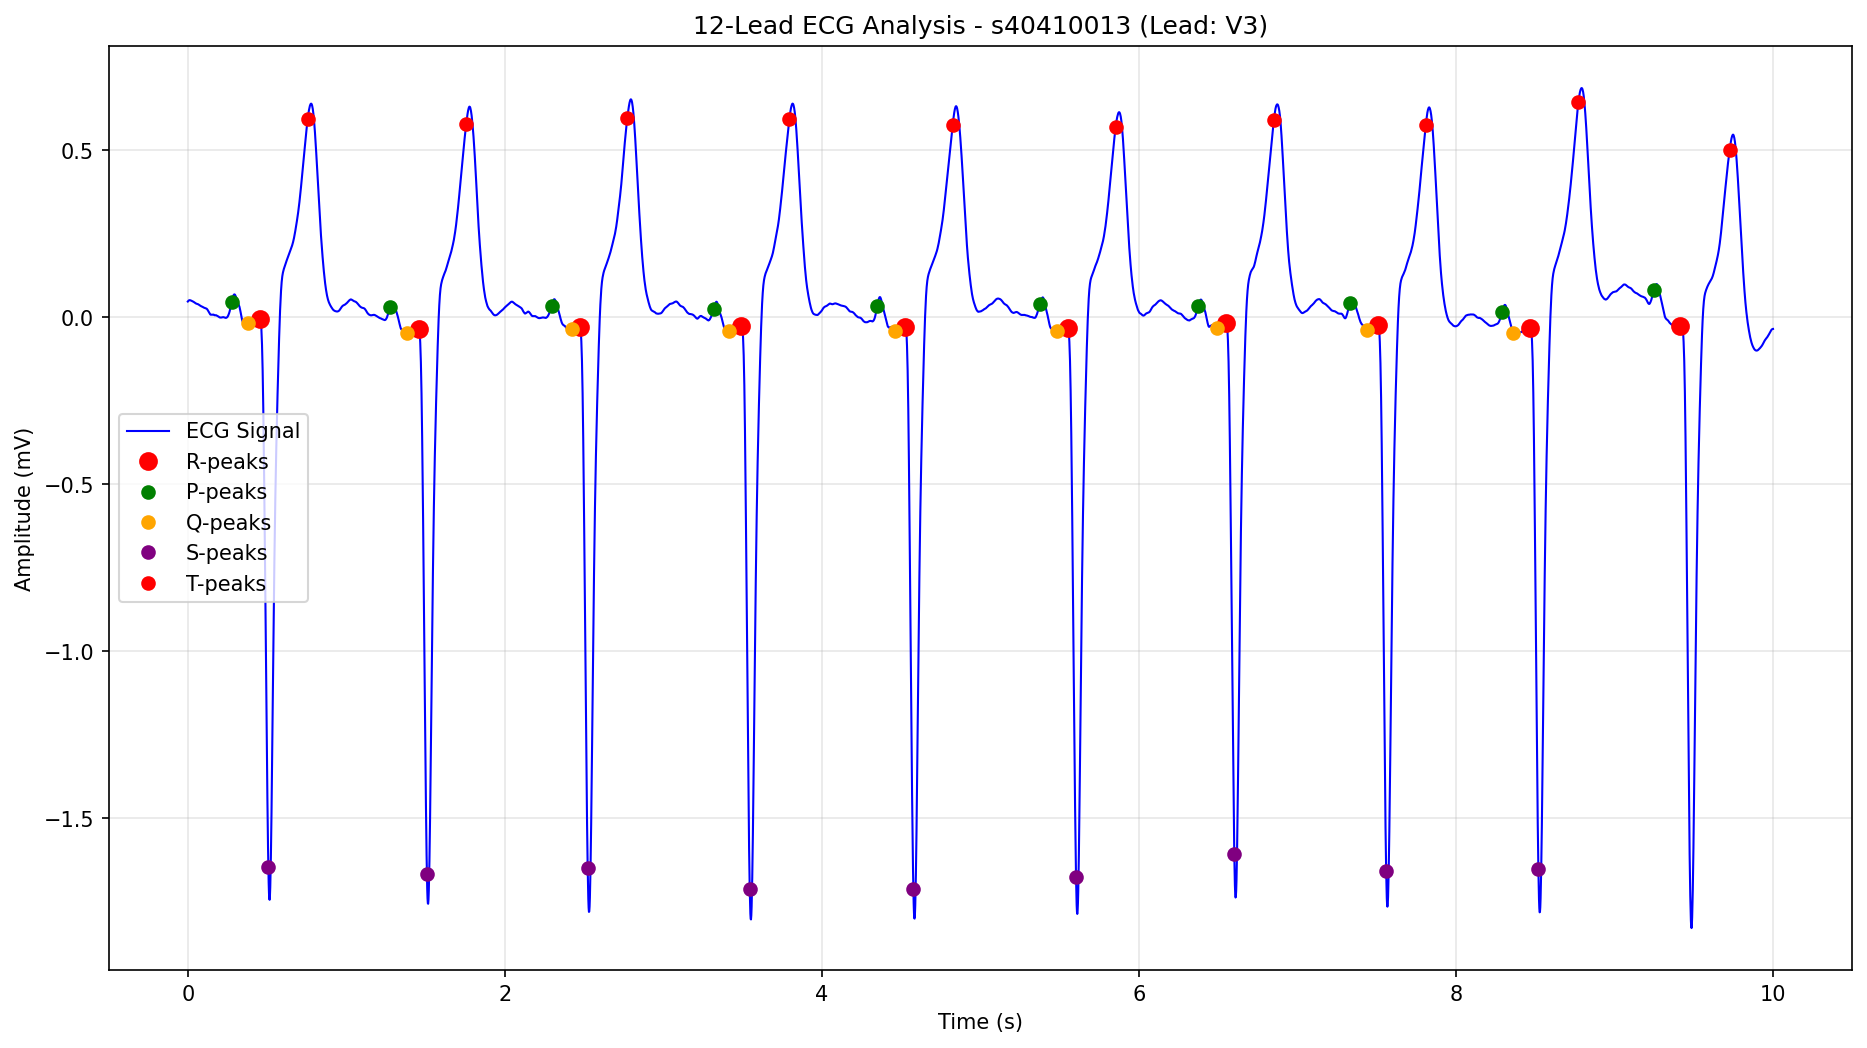 12-Lead ECG Analysis - s40410013 (Lead: V3)
Amplitude (mV)
0.5
0.0
−0.5
−1.0
−1.5
ECG Signal
R-peaks
P-peaks
Q-peaks
S-peaks
T-peaks
0 2 4 6 8 10
Time (s)